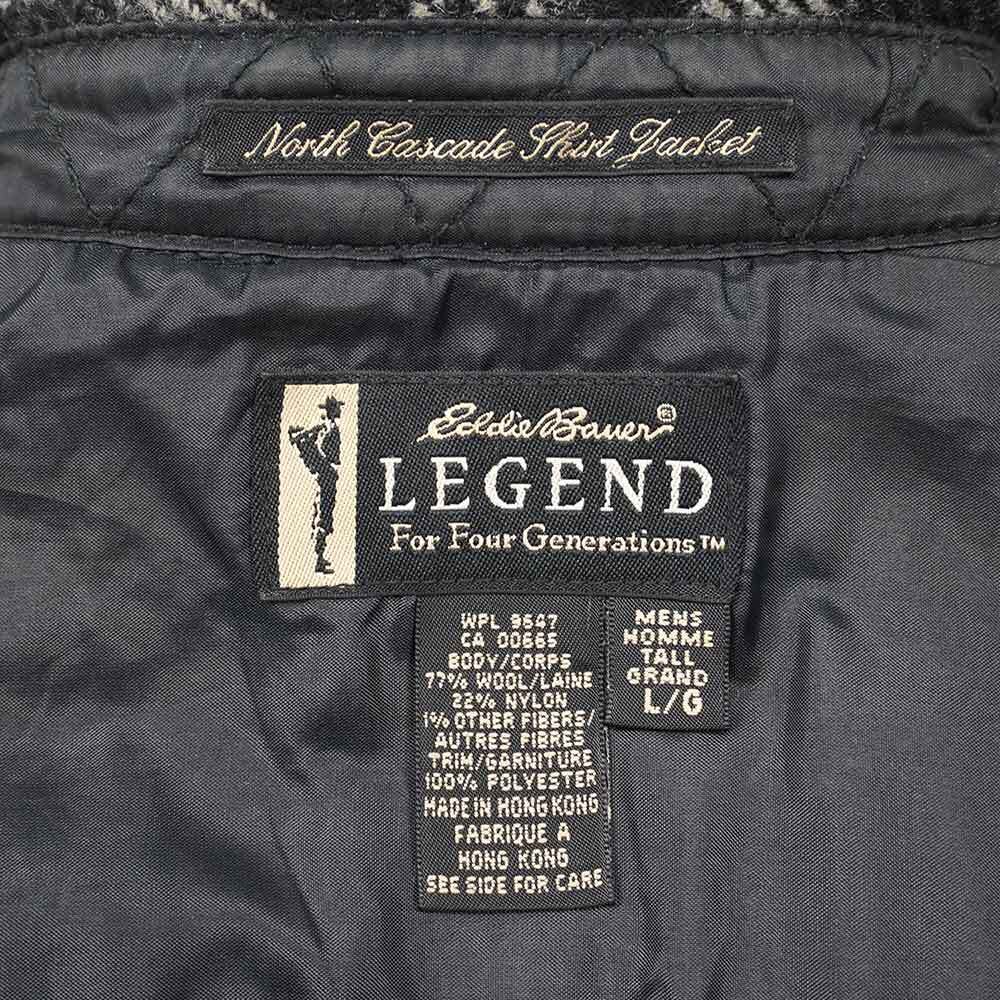 North Cascade Shirt Jacket
Eddie Bauer®
LEGEND
For Four Generations™
WPL 9647
CA 00665
BODY/CORPS
77% WOOL/LAINE
22% NYLON
1% OTHER FIBERS/
AUTRES FIBRES
TRIM/GARNITURE
100% POLYESTER
MADE IN HONG KONG
FABRIQUE A
HONG KONG
SEE SIDE FOR CARE
MENS
HOMME
TALL
GRAND
L/G